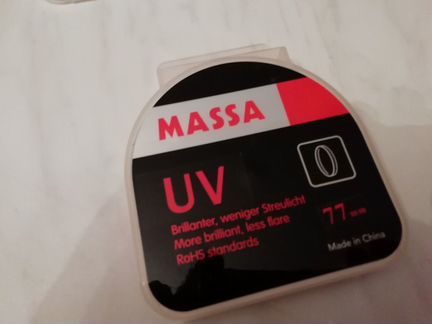 MASSA
UV
Brillanter, weniger Streulicht
More brilliant, less flare
RoHS standards
77 mm
Made in China